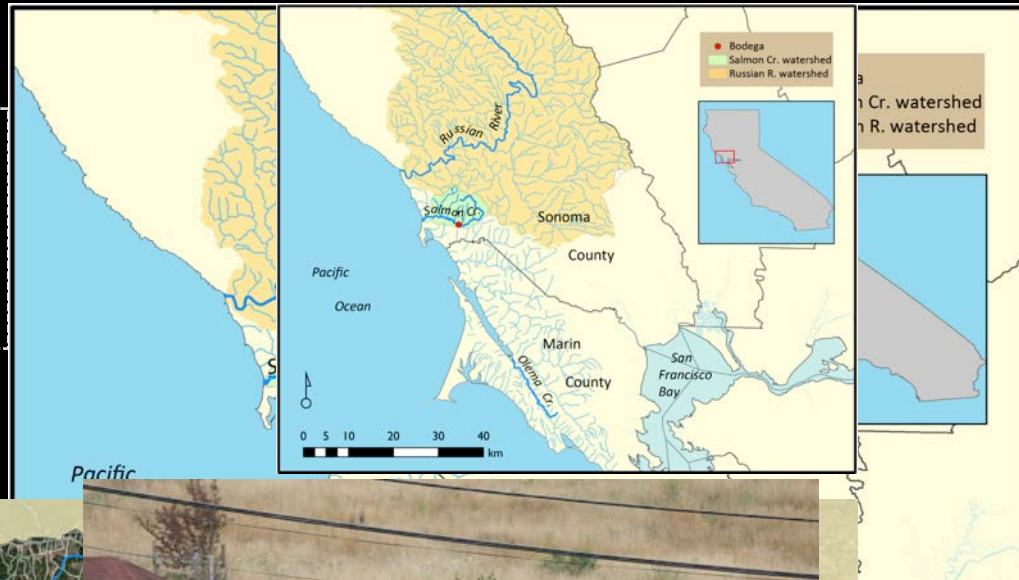 Bodega
Salmon Cr. watershed
Russian R. watershed
Russian River
Salmon Cr.
Sonoma
County
Pacific
Ocean
Marin
County
Olema Cr.
San
Francisco
Bay
0 5 10 20 30 40
km
a
Cr. watershed
R. watershed
S
Pacific